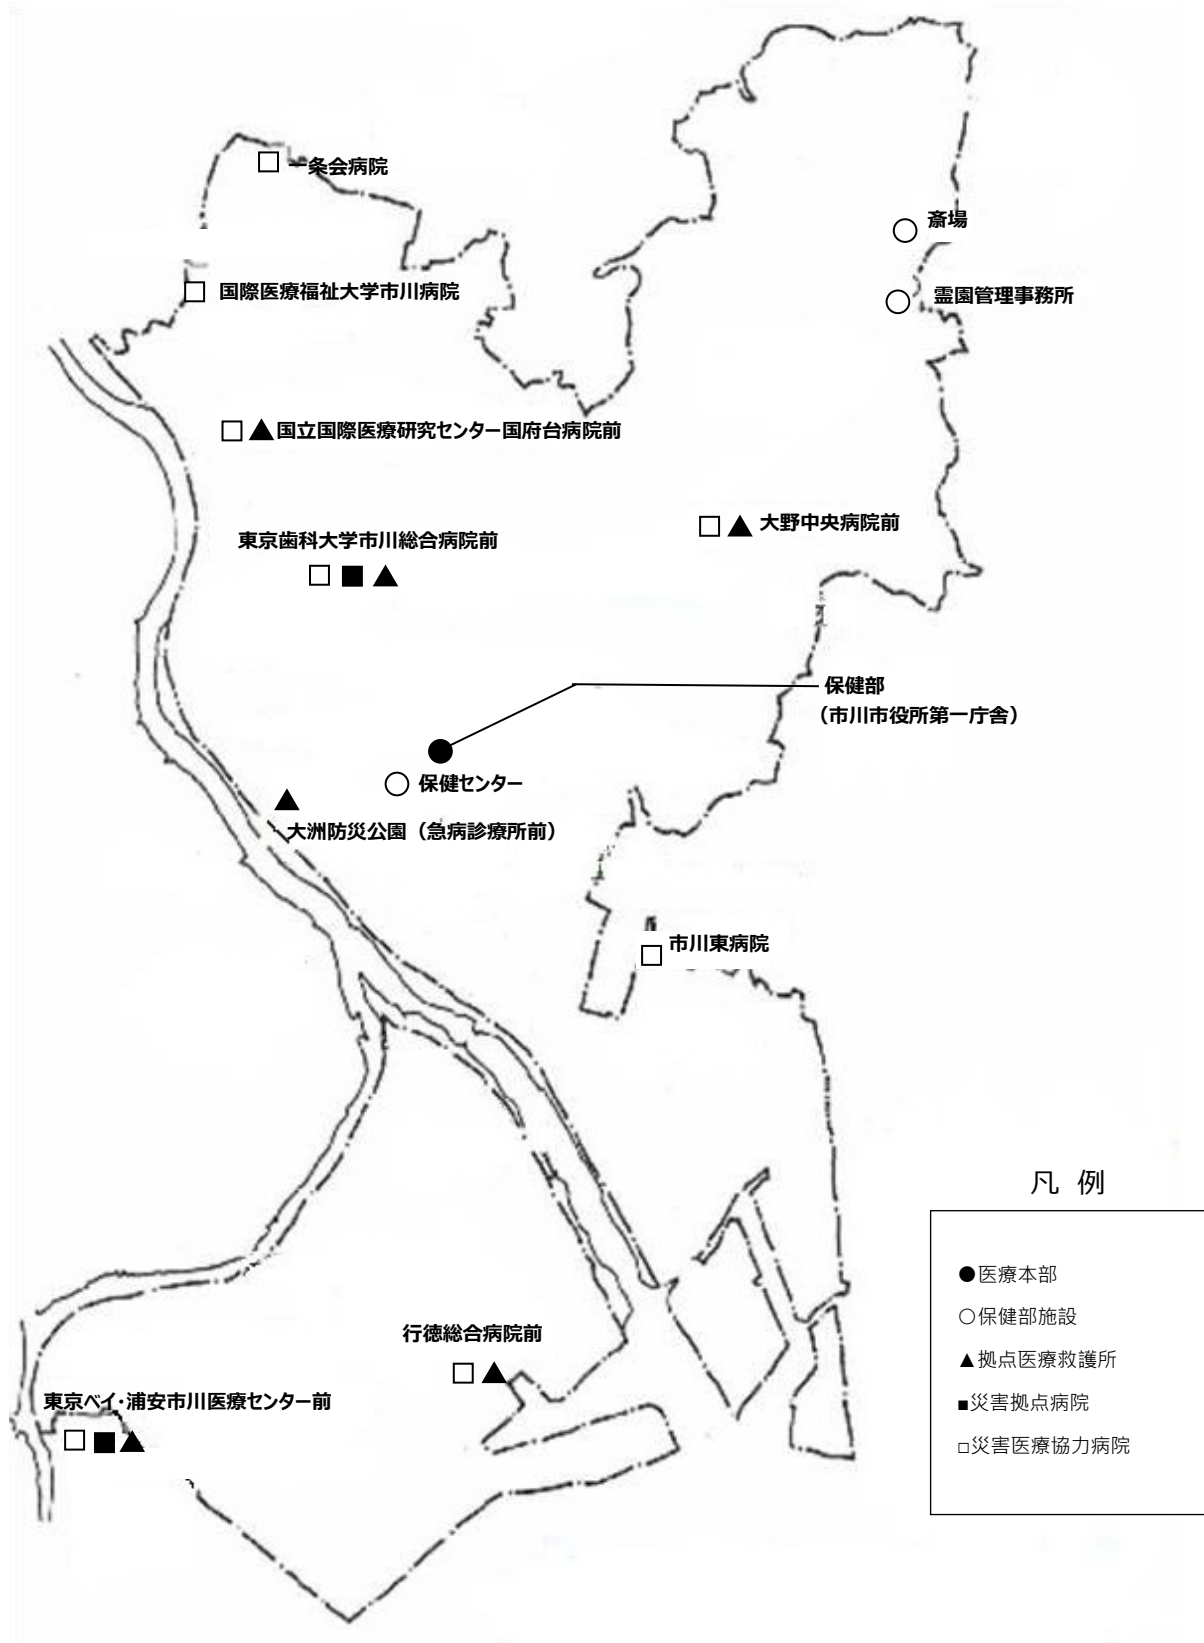 一条会病院
斎場
国際医療福祉大学市川病院
霊園管理事務所
□▲国立国際医療研究センター国府台病院前
□▲大野中央病院前
東京歯科大学市川総合病院前
□■▲
保健部
（市川市役所第一庁舎）
保健センター
大洲防災公園（急病診療所前）
市川東病院
凡 例
●医療本部
○保健部施設
▲拠点医療救護所
■災害拠点病院
□災害医療協力病院
行徳総合病院前
東京ベイ・浦安市川医療センター前